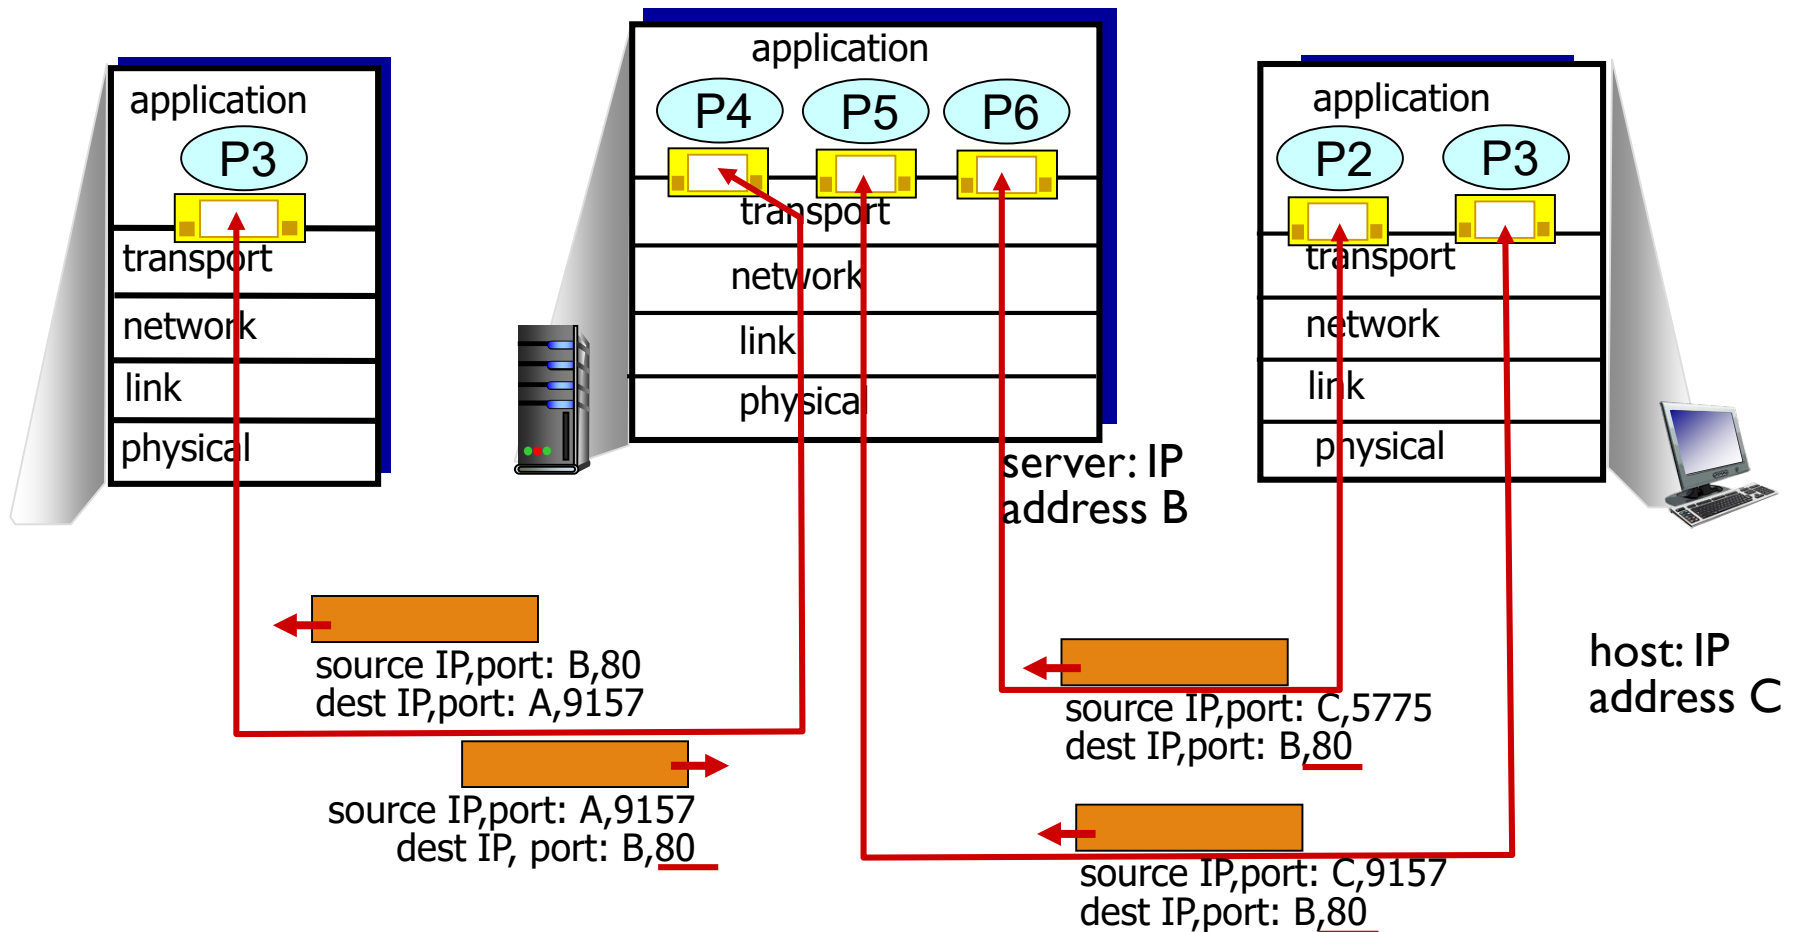 application
P3
transport
network
link
physical
application
P4
P5
P6
transport
network
link
physical
server: IP
address B
application
P2
P3
transport
network
link
physical
host: IP
address C
source IP,port: B,80
dest IP,port: A,9157
source IP,port: A,9157
dest IP, port: B,80
source IP,port: C,5775
dest IP,port: B,80
source IP,port: C,9157
dest IP,port: B,80